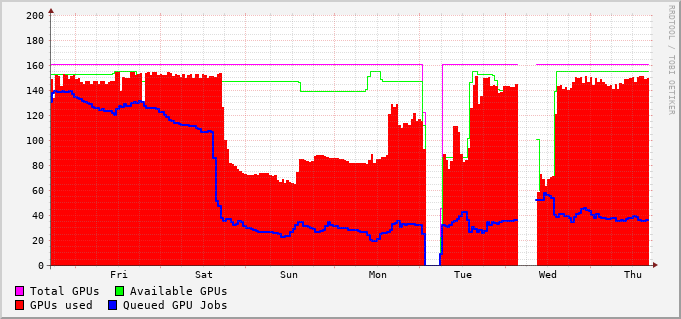 200
180
160
140
120
100
80
60
40
20
0
Fri Sat Sun Mon Tue Wed Thu
Total GPUs Available GPUs
GPUs used Queued GPU Jobs
RRDTOOL / TOBI OETIKER